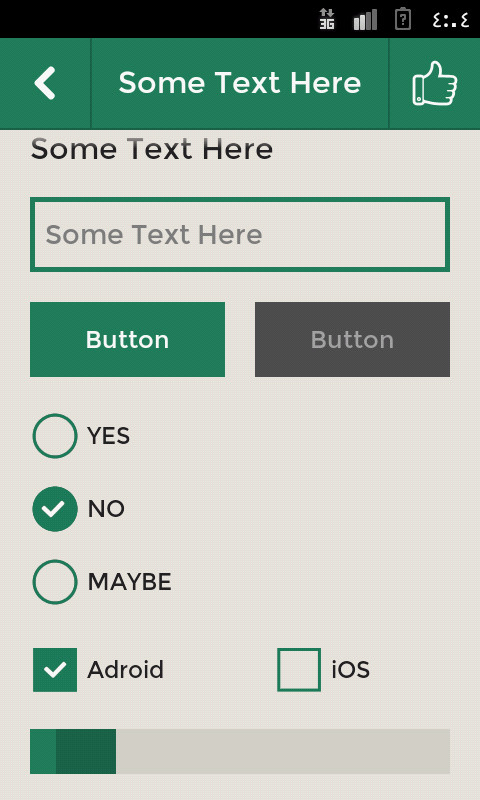 3G ? ٤:٠٤
Some Text Here
Some Text Here
Some Text Here
Button Button
YES
NO
MAYBE
Adroid iOS